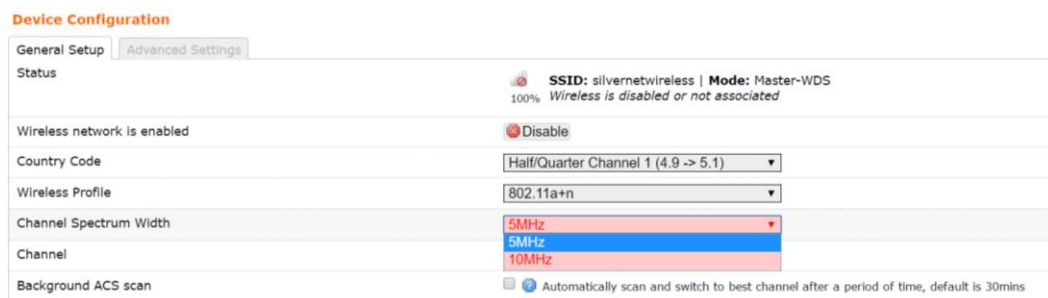 Device Configuration
General Setup Advanced Settings
Status
SSID: silvernetwireless | Mode: Master-WDS
100% Wireless is disabled or not associated
Wireless network is enabled Disable
Country Code Half/Quarter Channel 1 (4.9 -> 5.1)
Wireless Profile 802.11a+n
Channel Spectrum Width 5MHz
5MHz
Channel 10MHz
Background ACS scan Automatically scan and switch to best channel after a period of time, default is 30mins